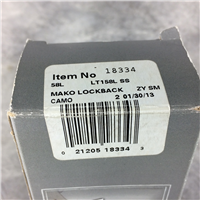 Item No 18334
58L LT158L SS
MAKO LOCKBACK ZY SM
CAMO 2 01/30/13
0 21205 18334 3